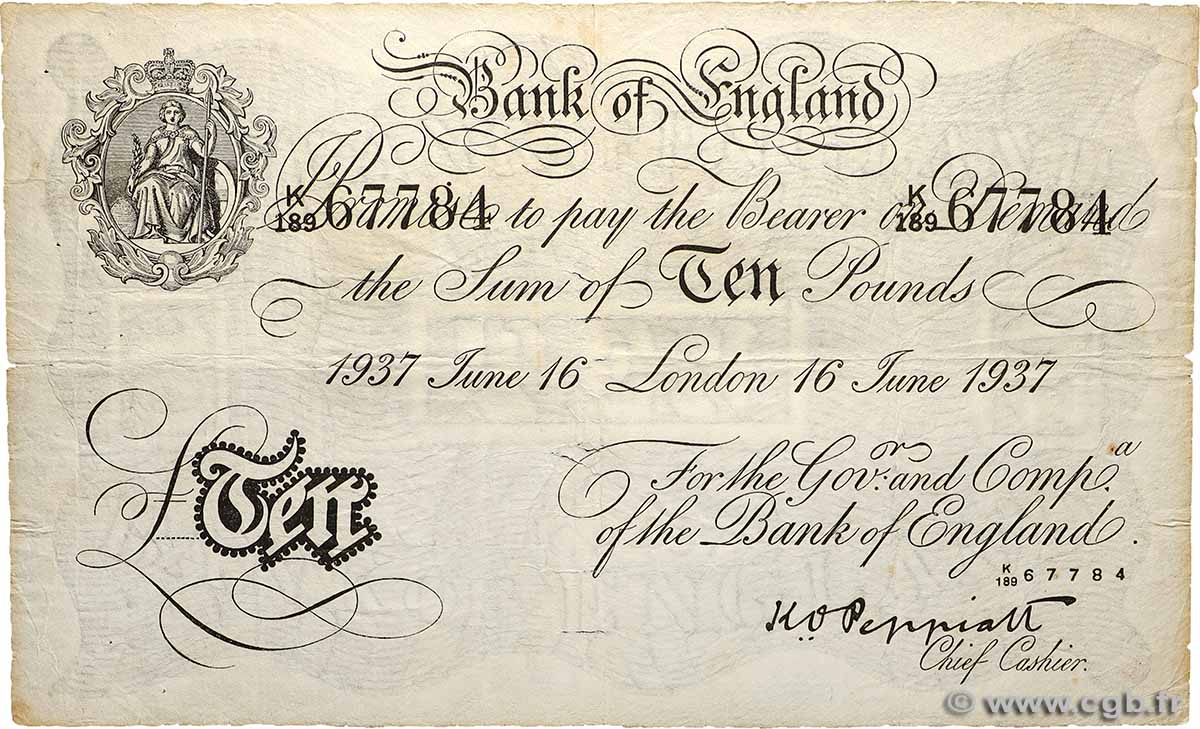 Bank of England
K/189 67784 K/189 67784
to pay the Bearer on Demand
the Sum of Ten Pounds
1937 June 16 London 16 June 1937
£Ten
For the Govr. and Compa.
of the Bank of England.
K/189 67784
K.O. Peppiatt
Chief Cashier.
© www.cgb.fr